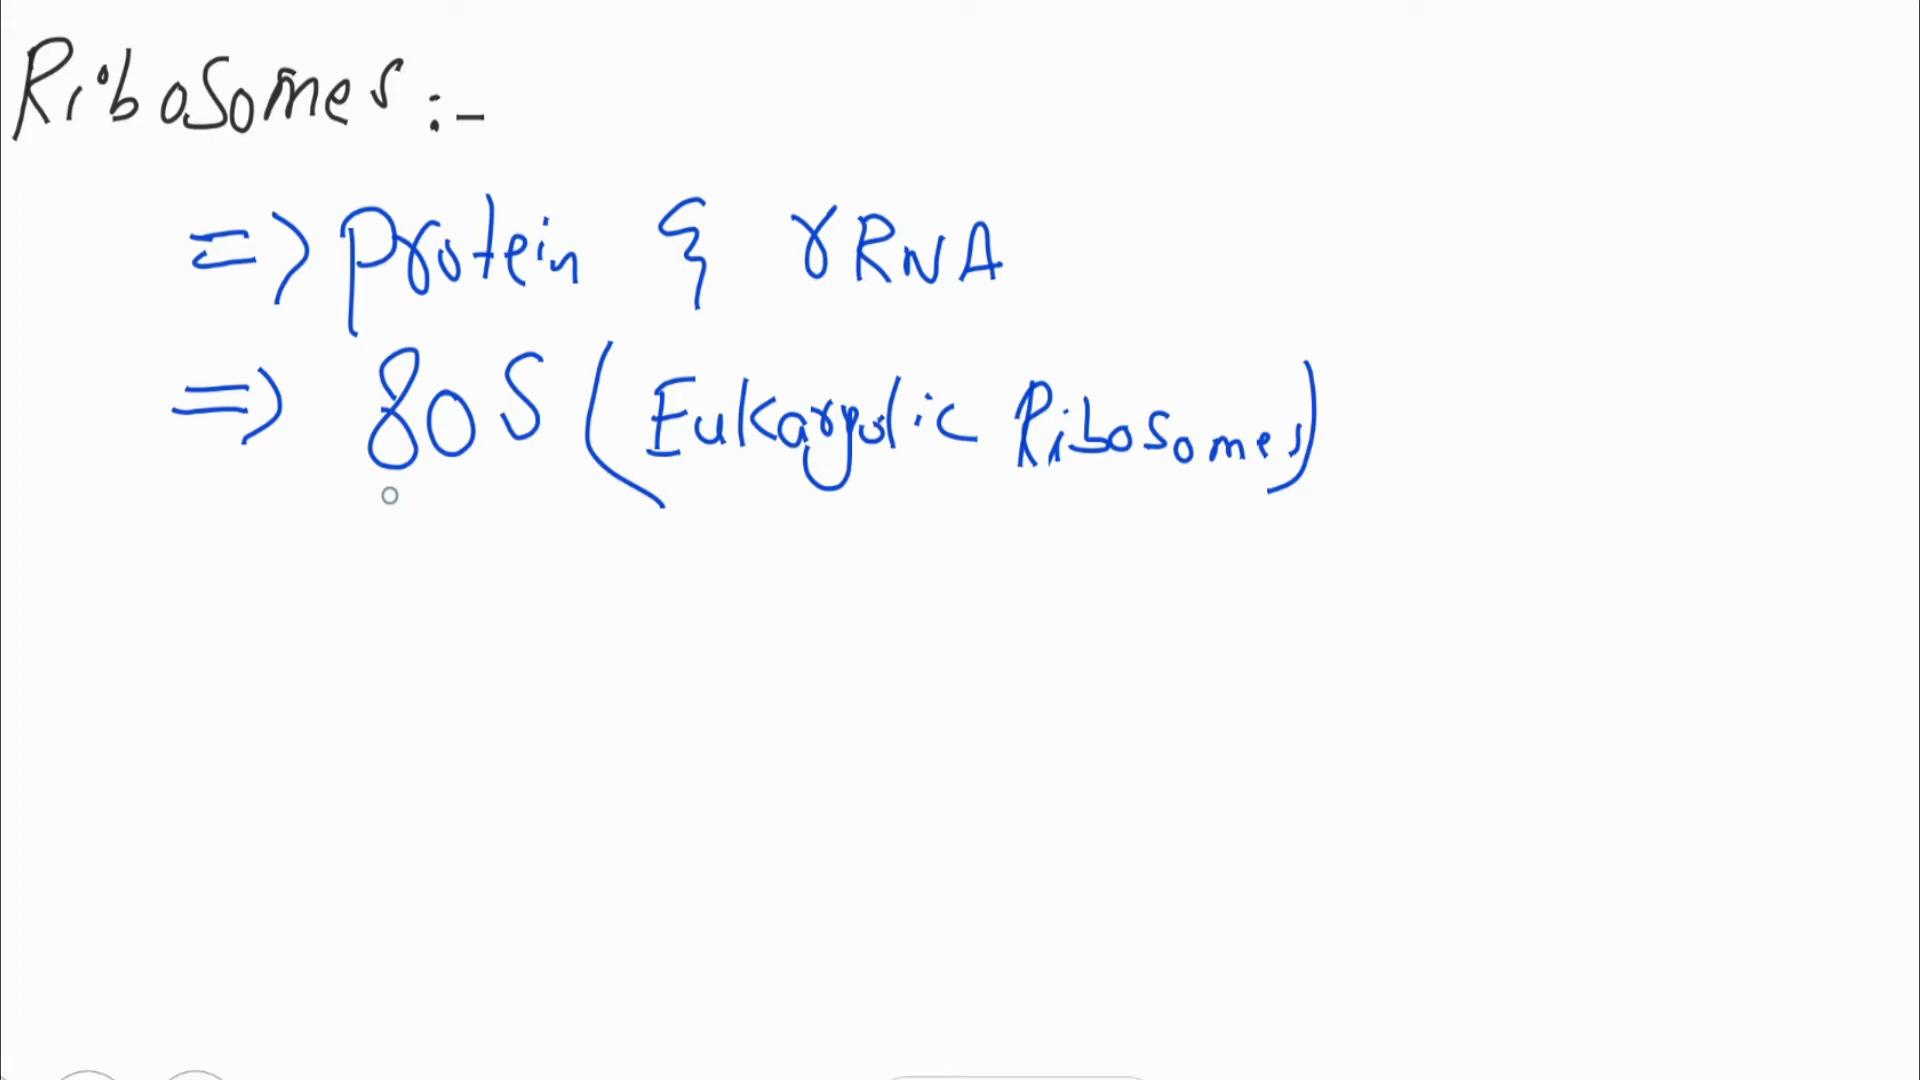 Ribosomes:-
=> Protein & rRNA
=> 80S (Eukaryotic Ribosomes)